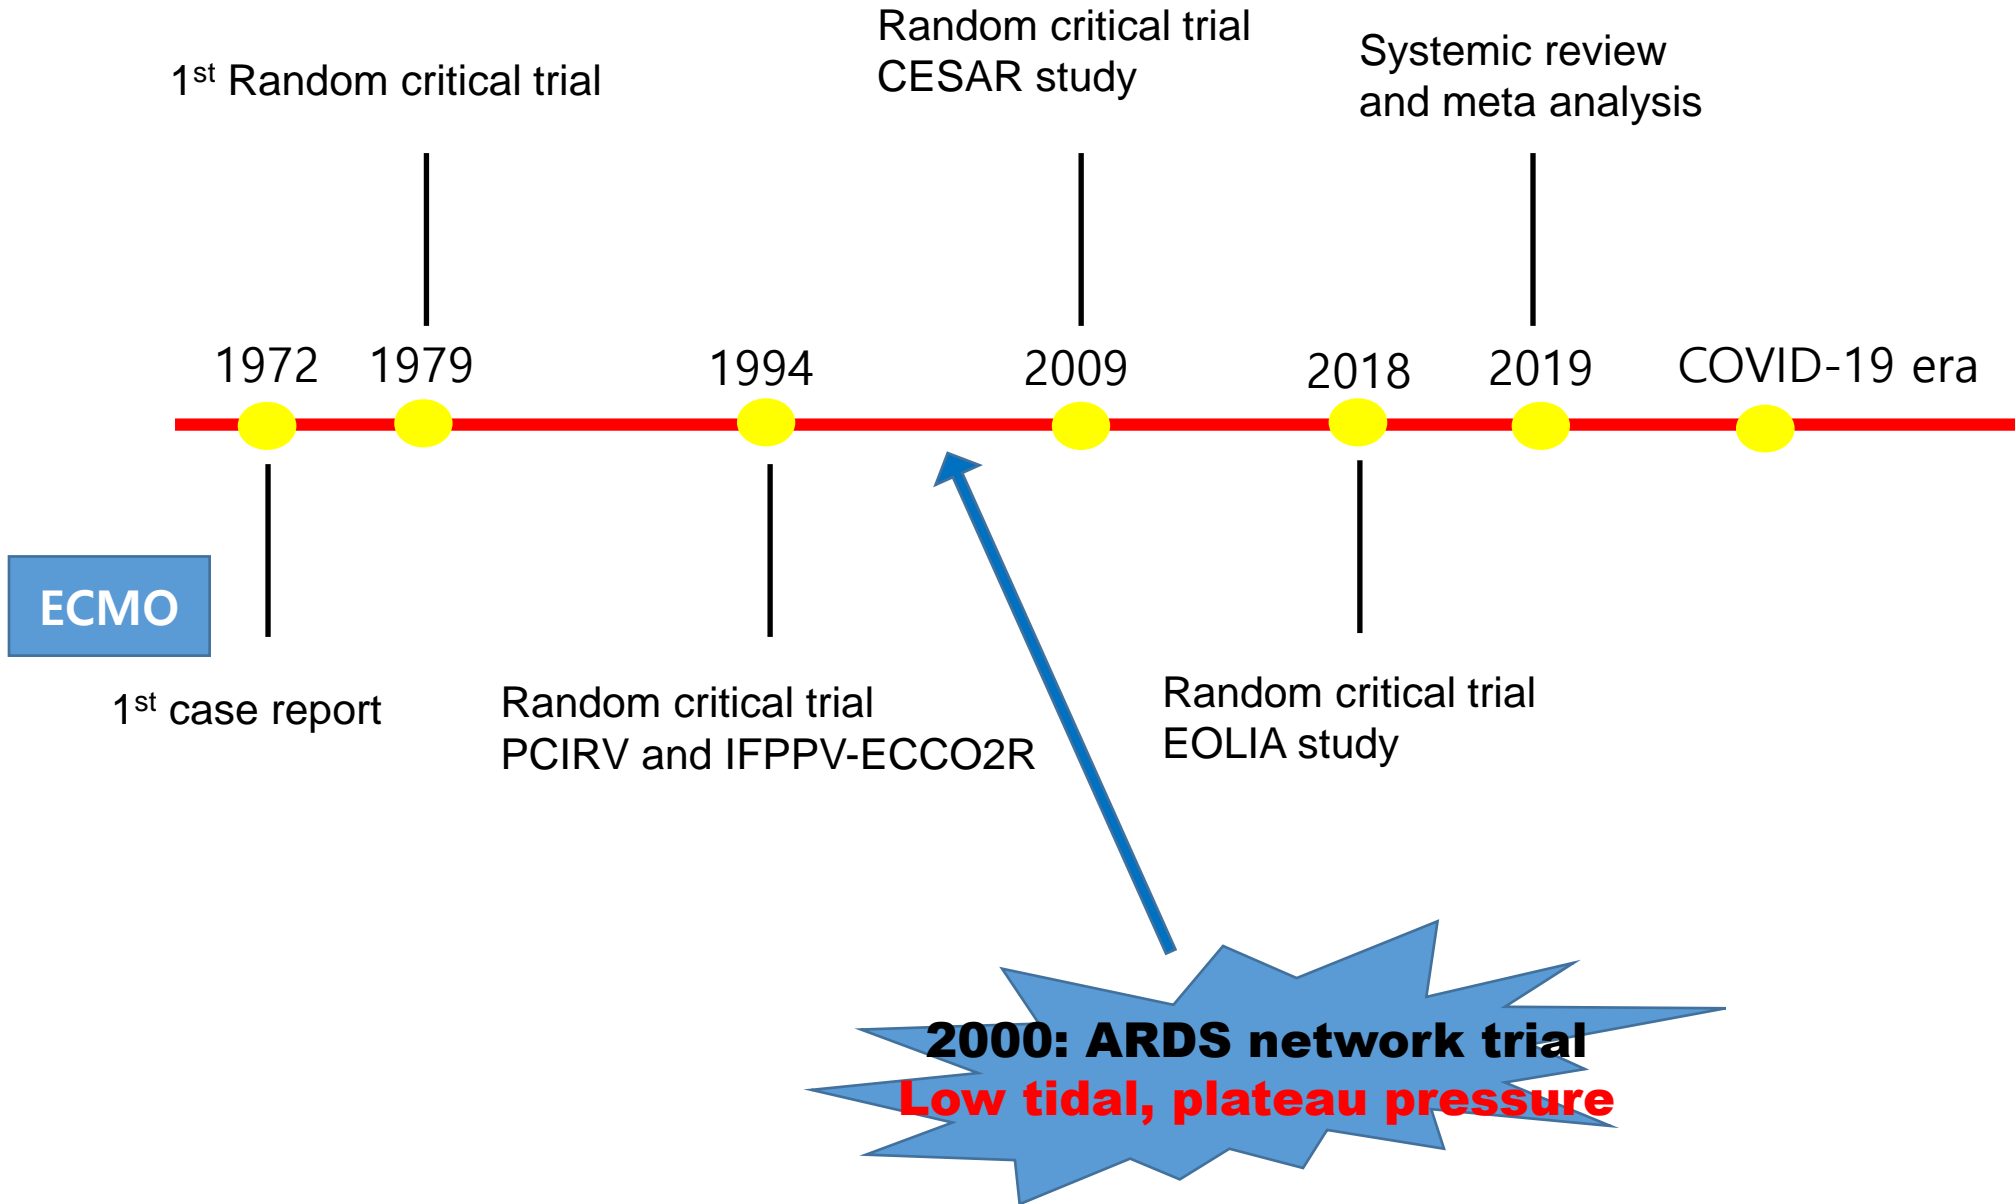 Random critical trial
CESAR study
1st Random critical trial
Systemic review
and meta analysis
1972 1979 1994 2009 2018 2019 COVID-19 era
ECMO
1st case report
Random critical trial
PCIRV and IFPPV-ECCO2R
Random critical trial
EOLIA study
2000: ARDS network trial
Low tidal, plateau pressure